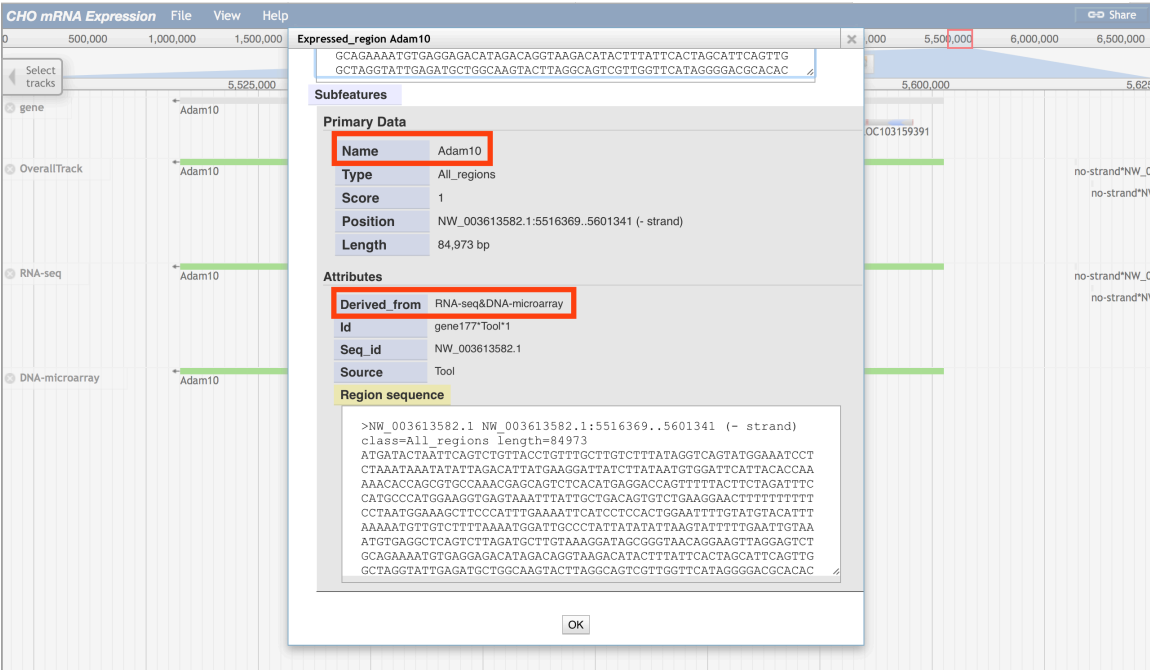 CHO mRNA Expression File View Help Share
0 500,000 1,000,000 1,500,000 Expressed_region Adam10 ,000 5,500,000 6,000,000 6,500,000
Select
tracks
5,525,000 5,600,000 5,625
GCAGAAAATGTGAGGAGACATAGACAGGTAAGACATACTTTATTCACTAGCATTCAGTTG
GCTAGGTATTGAGATGCTGGCAAGTACTTAGGCAGTCGTTGGTTCATAGGGGACGCACAC
Subfeatures
gene
Adam10
OC103159391
Primary Data
Name Adam10
Type All_regions
Score 1
Position NW_003613582.1:5516369..5601341 (- strand)
Length 84,973 bp
OverallTrack
Adam10
no-strand*NW_0
no-strand*NW
RNA-seq
Adam10
no-strand*NW_0
no-strand*NW
Attributes
Derived_from RNA-seq&DNA-microarray
Id gene177*Tool*1
Seq_id NW_003613582.1
Source Tool
Region sequence
DNA-microarray
Adam10
>NW_003613582.1 NW_003613582.1:5516369..5601341 (- strand)
class=All_regions length=84973
ATGATACTAATTCAGTCTGTTACCTGTTTGCTTGTCTTTATAGGTCAGTATGGAAATCCT
CTAAATAAATATATTAGACATTATGAAGGATTATCTTATAATGTGGATTCATTACACCAA
AAACACCAGCGTGCCAAACGAGCAGTCTCACATGAGGACCAGTTTTTACTTCTAGATTTC
CATGCCCATGGAAGGTGAGTAAATTTATTGCTGACAGTGTCTGAAGGAACTTTTTTTTTT
CCTAATGGAAAGCTTCCCATTTGAAAATTCATCCTCCACTGGAATTTTGTATGTACATTT
AAAAATGTTGTCTTTTAAAATGGATTGCCCTATTATATATTAAGTATTTTTGAATTGTAA
ATGTGAGGCTCAGTCTTAGATGCTTGTAAAGGATAGCGGGTAACAGGAAGTTAGGAGTCT
GCAGAAAATGTGAGGAGACATAGACAGGTAAGACATACTTTATTCACTAGCATTCAGTTG
GCTAGGTATTGAGATGCTGGCAAGTACTTAGGCAGTCGTTGGTTCATAGGGGACGCACAC
OK